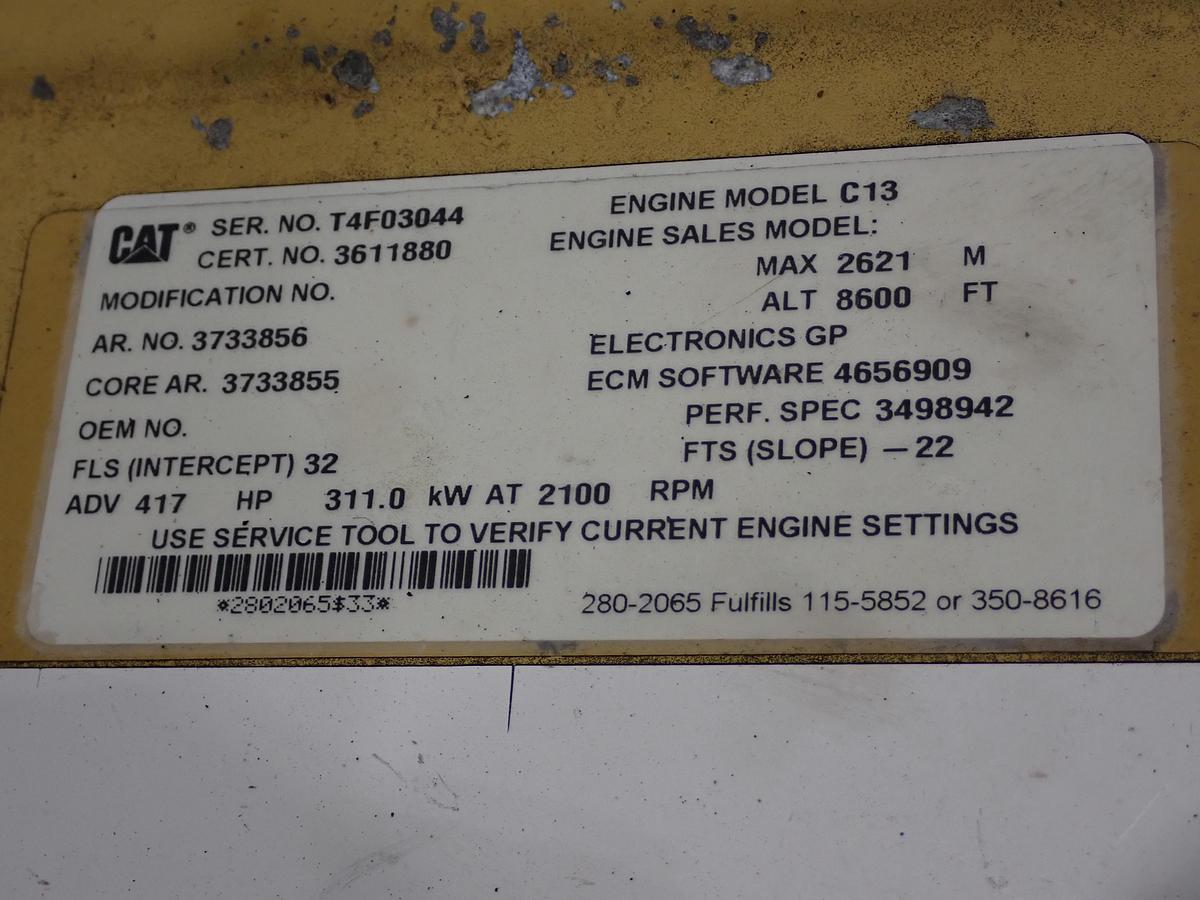 CAT® SER. NO. T4F03044
CERT. NO. 3611880
MODIFICATION NO.
AR. NO. 3733856
CORE AR. 3733855
OEM NO.
FLS (INTERCEPT) 32
ENGINE MODEL C13
ENGINE SALES MODEL:
MAX 2621 M
ALT 8600 FT
ELECTRONICS GP
ECM SOFTWARE 4656909
PERF. SPEC 3498942
FTS (SLOPE) —22
ADV 417 HP 311.0 kW AT 2100 RPM
USE SERVICE TOOL TO VERIFY CURRENT ENGINE SETTINGS
*2802065$33*
280-2065 Fulfills 115-5852 or 350-8616